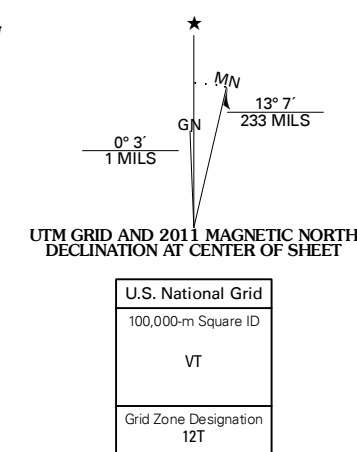 ★
MN
GN
13° 7´
233 MILS
0° 3´
1 MILS
UTM GRID AND 2011 MAGNETIC NORTH
DECLINATION AT CENTER OF SHEET
U.S. National Grid
100,000-m Square ID
VT
Grid Zone Designation
12T